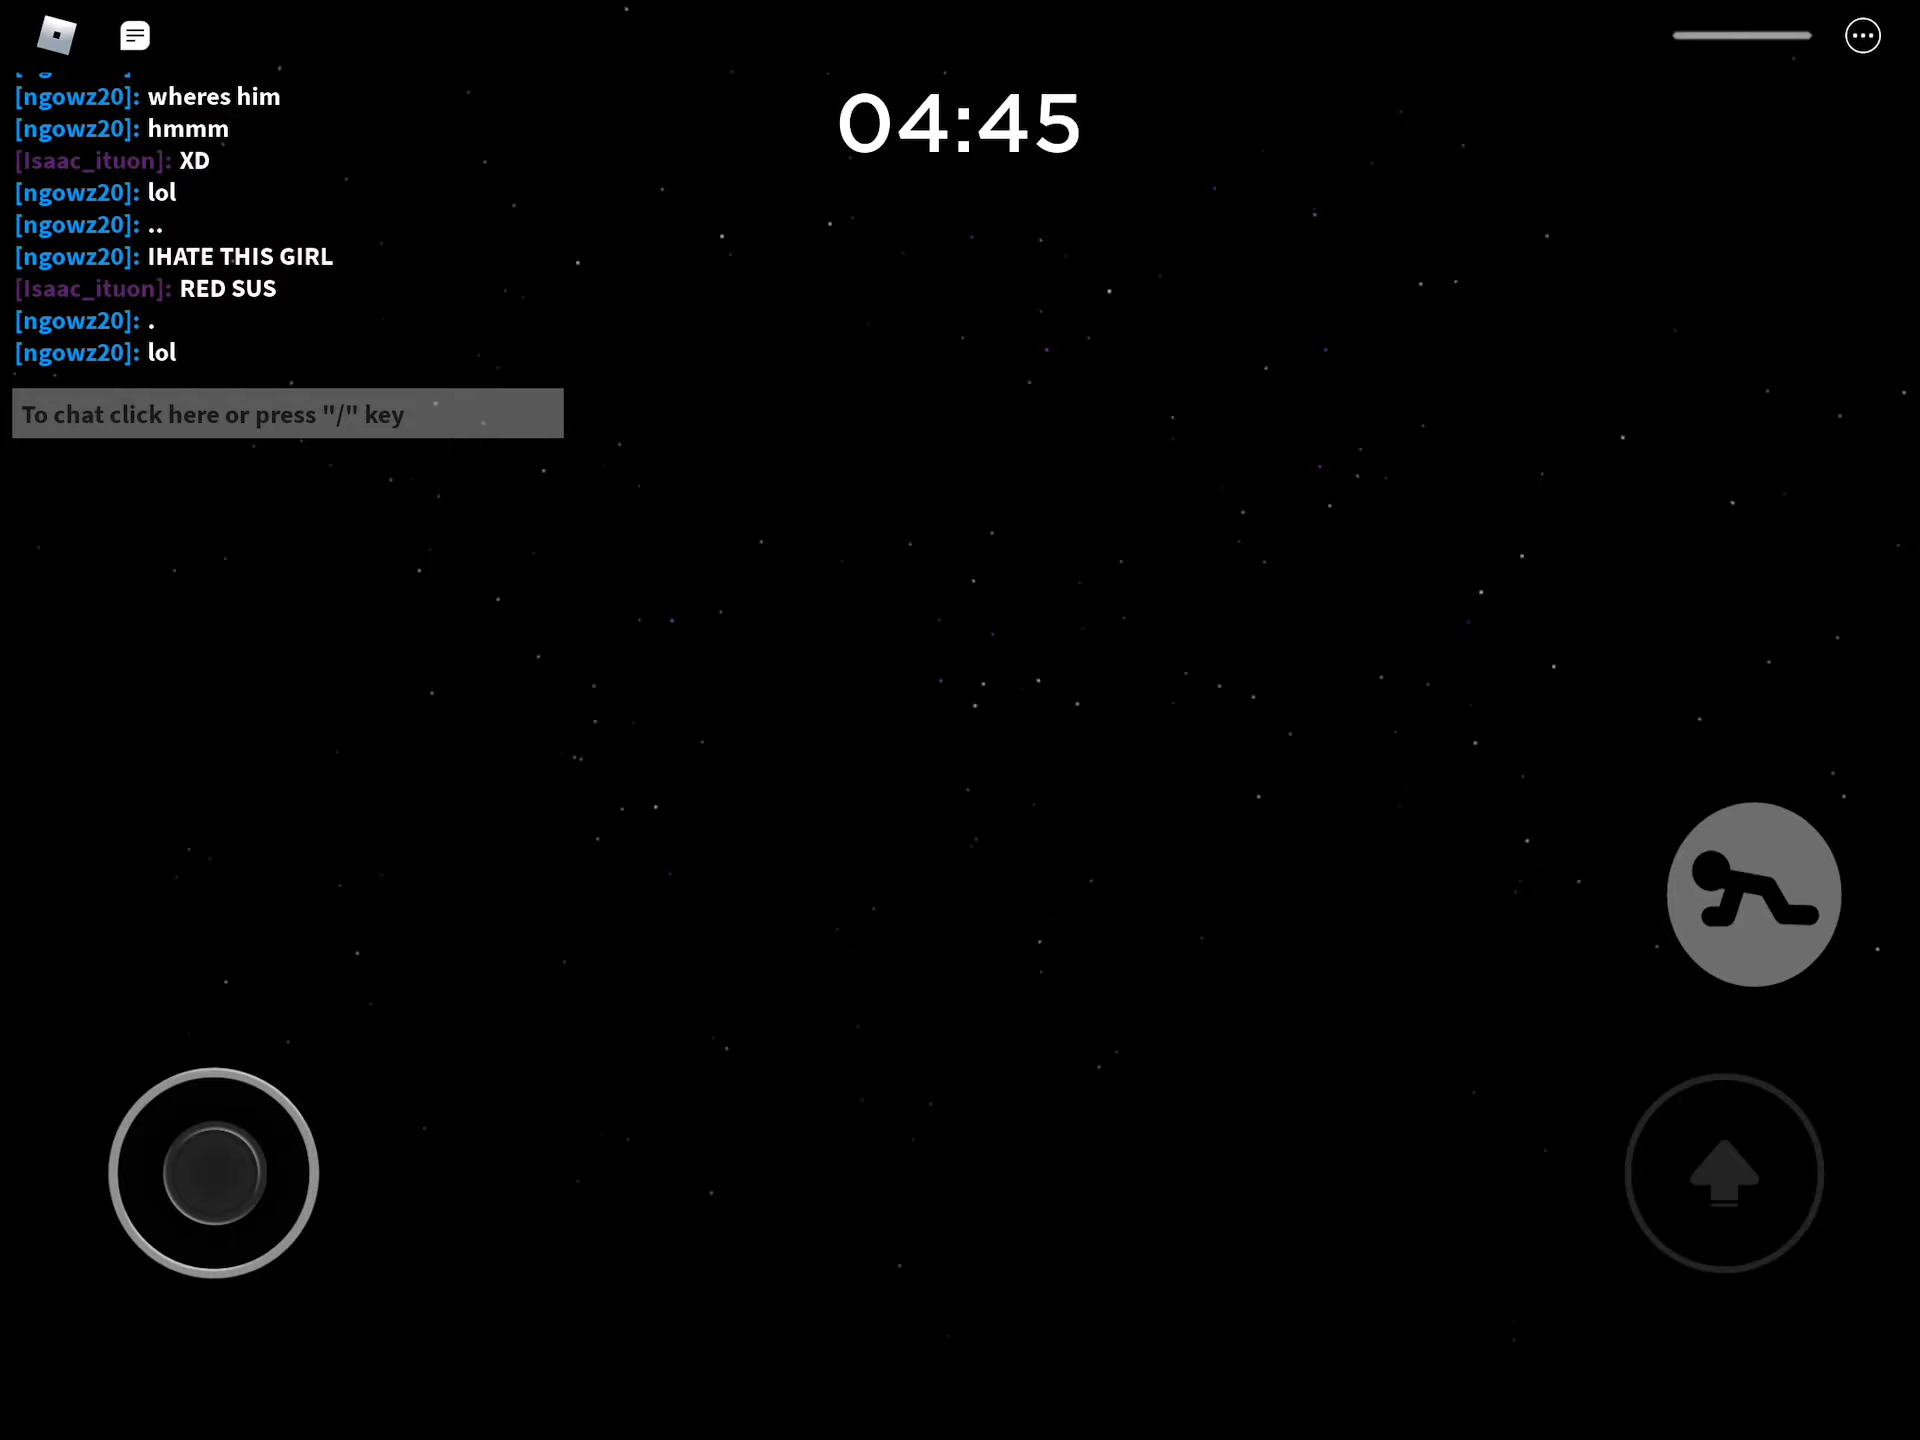 [ngowz20]: wheres him
[ngowz20]: hmmm
[Isaac_ituon]: XD
[ngowz20]: lol
[ngowz20]: ..
[ngowz20]: IHATE THIS GIRL
[Isaac_ituon]: RED SUS
[ngowz20]: .
[ngowz20]: lol
To chat click here or press "/" key
04:45